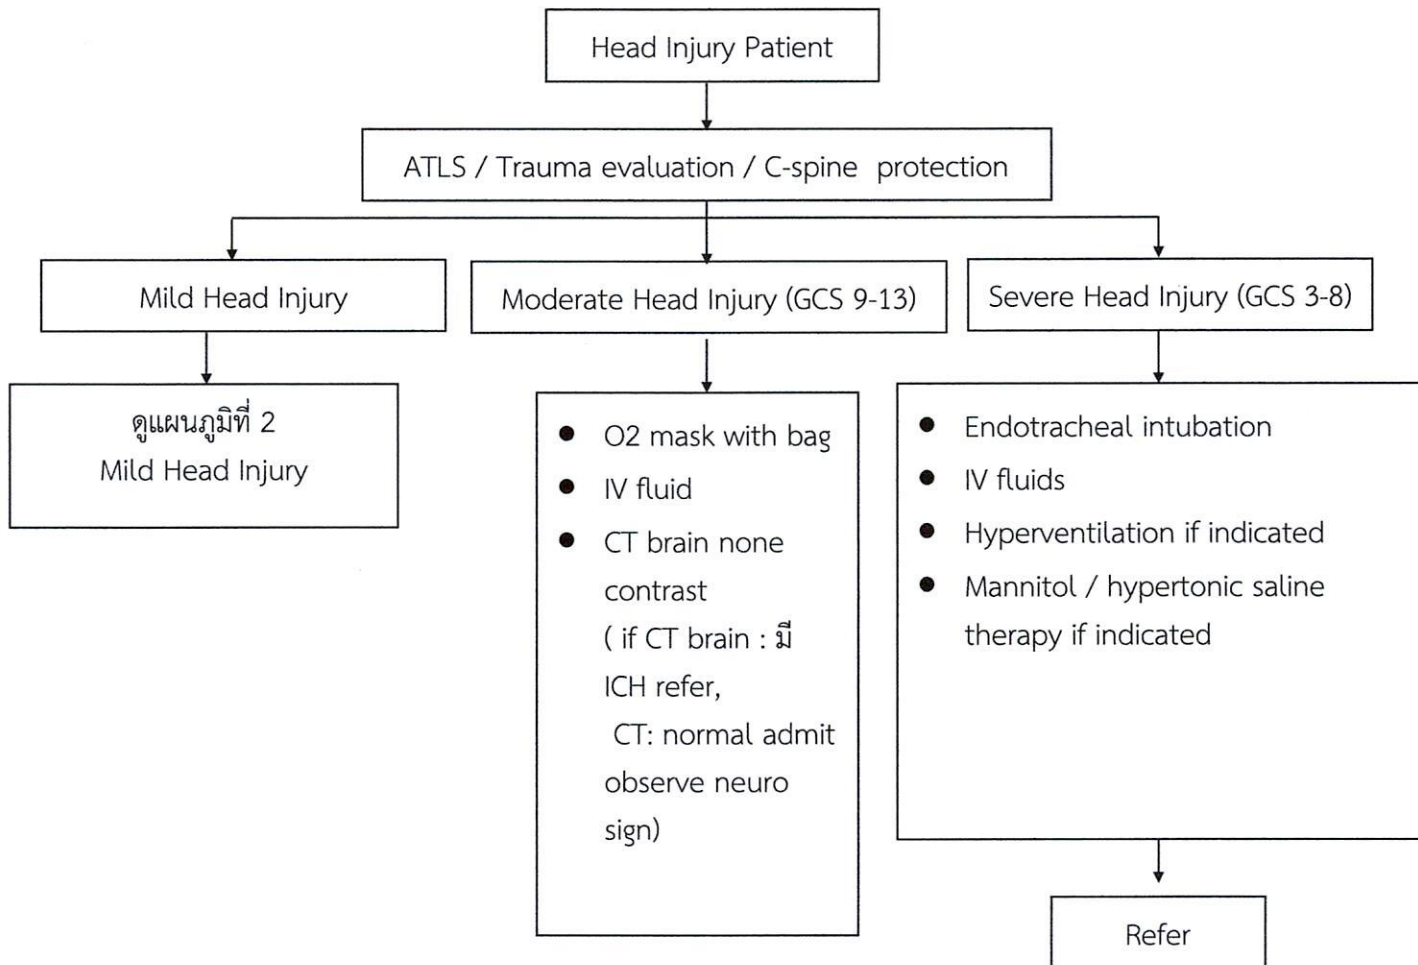 Head Injury Patient
ATLS / Trauma evaluation / C-spine protection
Mild Head Injury
Moderate Head Injury (GCS 9-13)
Severe Head Injury (GCS 3-8)
ดูแผนภูมิที่ 2
Mild Head Injury
● O2 mask with bag
● IV fluid
● CT brain none
contrast
( if CT brain : มี
ICH refer,
CT: normal admit
observe neuro
sign)
● Endotracheal intubation
● IV fluids
● Hyperventilation if indicated
● Mannitol / hypertonic saline
therapy if indicated
Refer